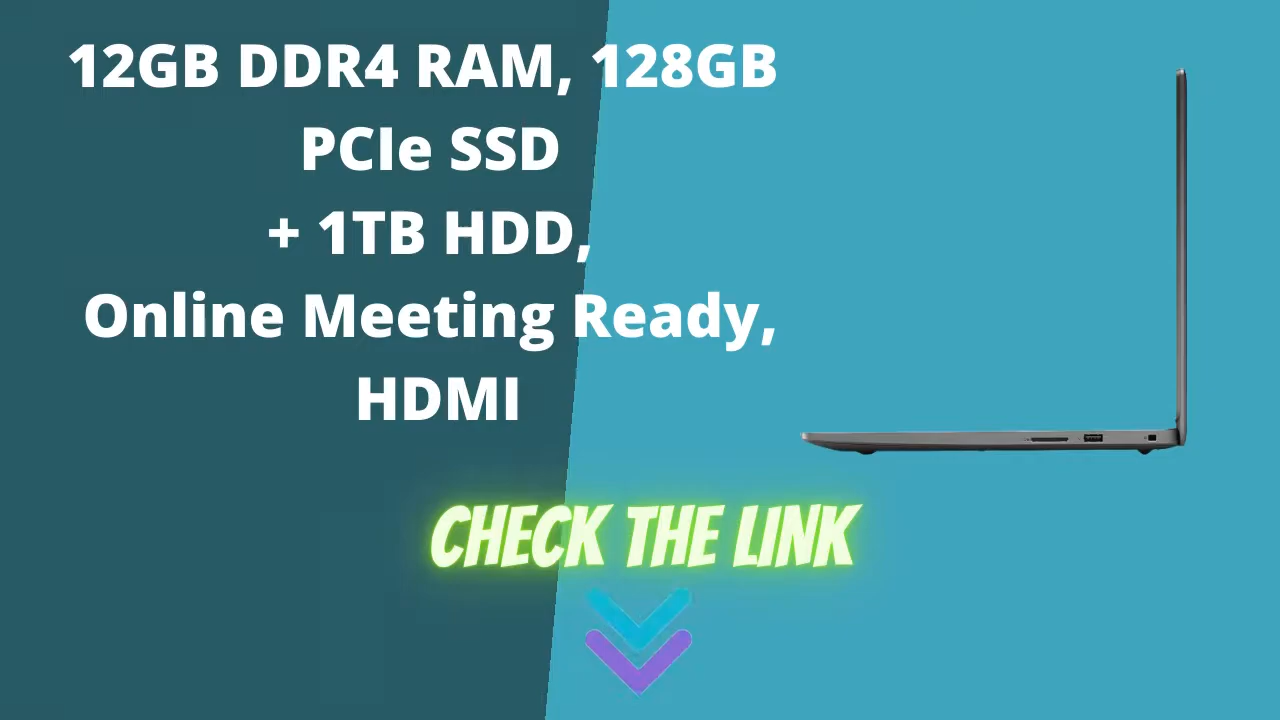 12GB DDR4 RAM, 128GB
PCIe SSD
+ 1TB HDD,
Online Meeting Ready,
HDMI
CHECK THE LINK